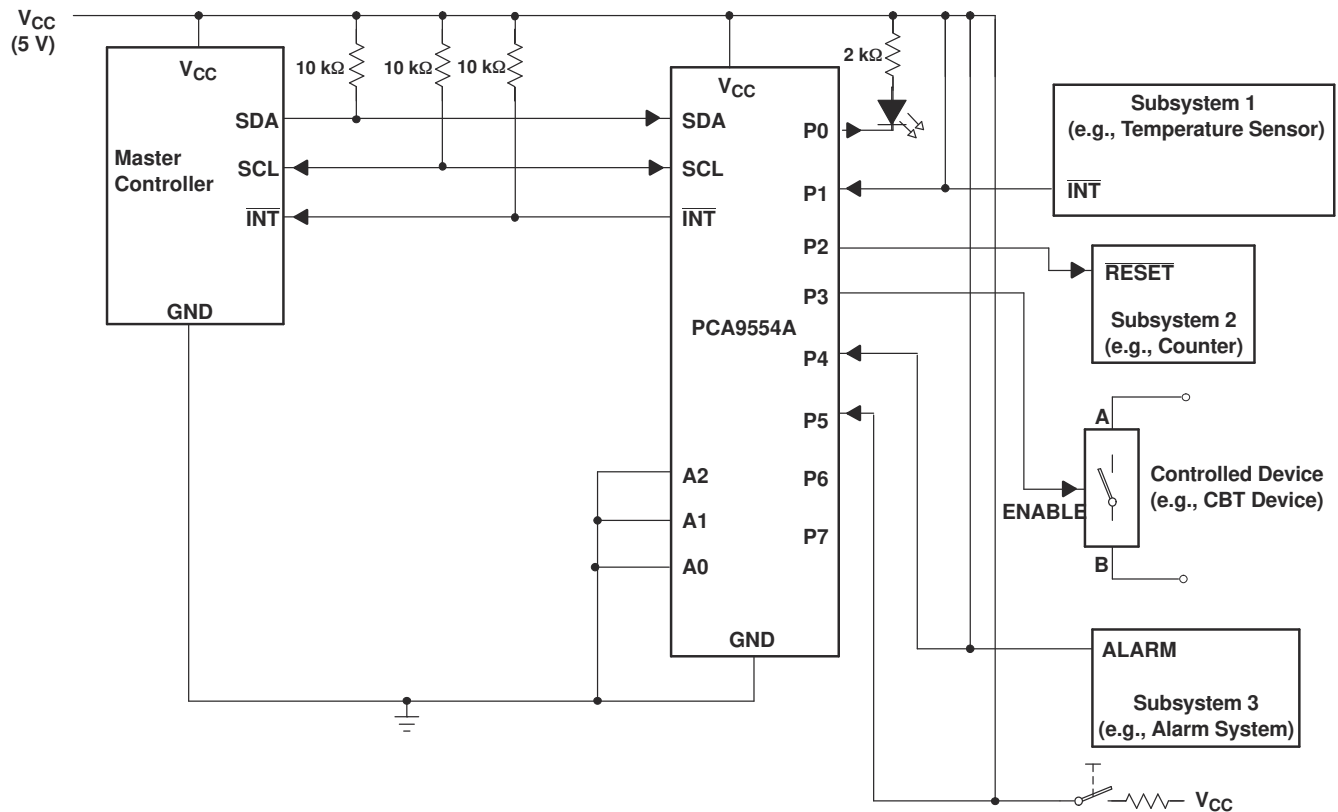 VCC
(5 V)
10 kΩ
10 kΩ
10 kΩ
2 kΩ
VCC
SDA
SCL
INT
Master
Controller
GND
VCC
SDA
SCL
INT
PCA9554A
A2
A1
A0
GND
P0
P1
P2
P3
P4
P5
P6
P7
Subsystem 1
(e.g., Temperature Sensor)
INT
RESET
Subsystem 2
(e.g., Counter)
A
ENABLE
B
Controlled Device
(e.g., CBT Device)
ALARM
Subsystem 3
(e.g., Alarm System)
VCC